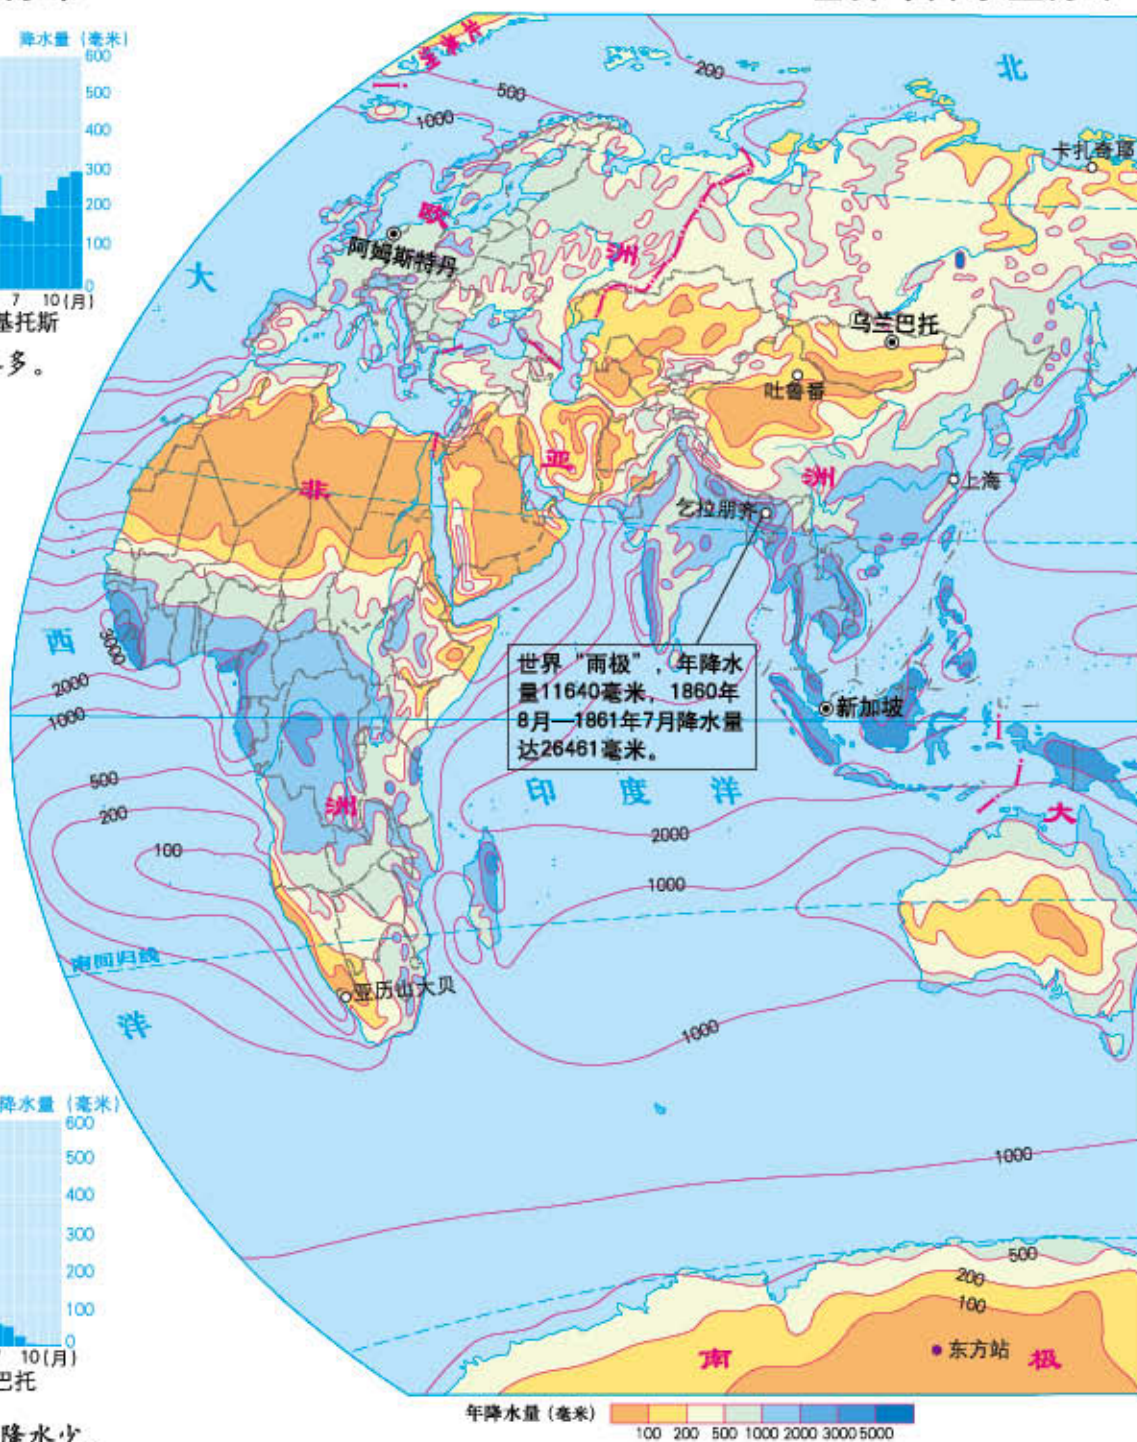 降水量 (毫米)
600
500
400
300
200
100
0
7 10 (月)
基托斯
多。
北
200
500
1000
卡扎奇耶
欧
洲
阿姆斯特丹
大
乌兰巴托
吐鲁番
亚
洲
上海
非
乞拉朋齐
西
3000
2000
1000
世界“雨极”，年降水
量11640毫米，1860年
8月—1861年7月降水量
达26461毫米。
新加坡
印 度 洋
500
200
100
洲
2000
1000
大
南回归线
亚历山大贝
洋
1000
降水量 (毫米)
600
500
400
300
200
100
0
10 (月)
巴托
降水少
1000
500
200
100
东方站
南 极
年降水量 (毫米)
100 200 500 1000 2000 3000 5000